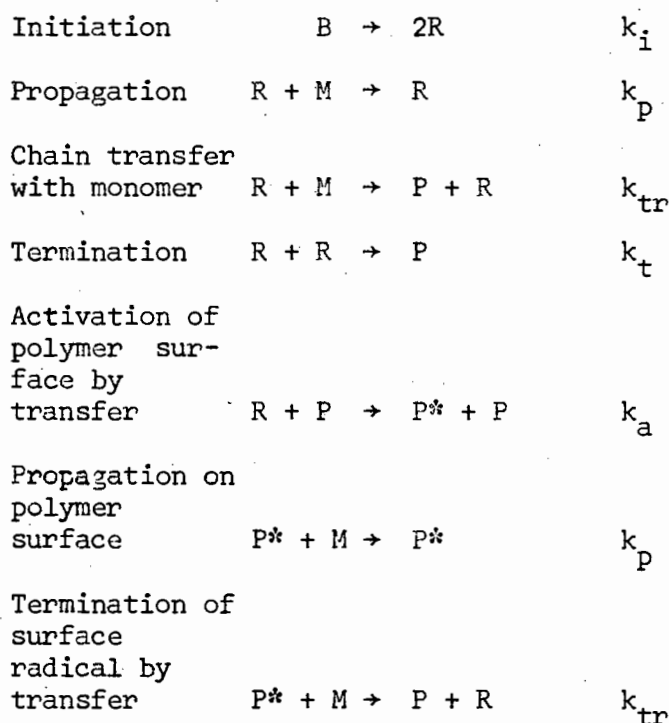 Initiation B → 2R k_i
Propagation R + M → R k_p
Chain transfer
with monomer R + M → P + R k_tr
Termination R + R → P k_t
Activation of
polymer sur-
face by
transfer R + P → P* + P k_a
Propagation on
polymer
surface P* + M → P* k_p
Termination of
surface
radical by
transfer P* + M → P + R k_tr